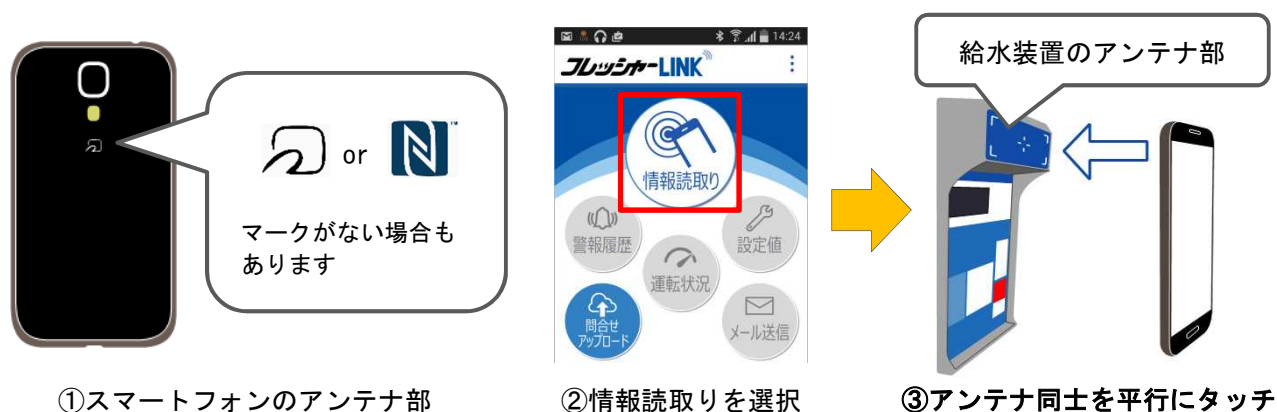 or
マークがない場合も
あります
①スマートフォンのアンテナ部
14:24
フレッシャーLINK
情報読取り
警報履歴
設定値
運転状況
問合せ
アップロード
メール送信
②情報読取りを選択
給水装置のアンテナ部
③アンテナ同士を平行にタッチ